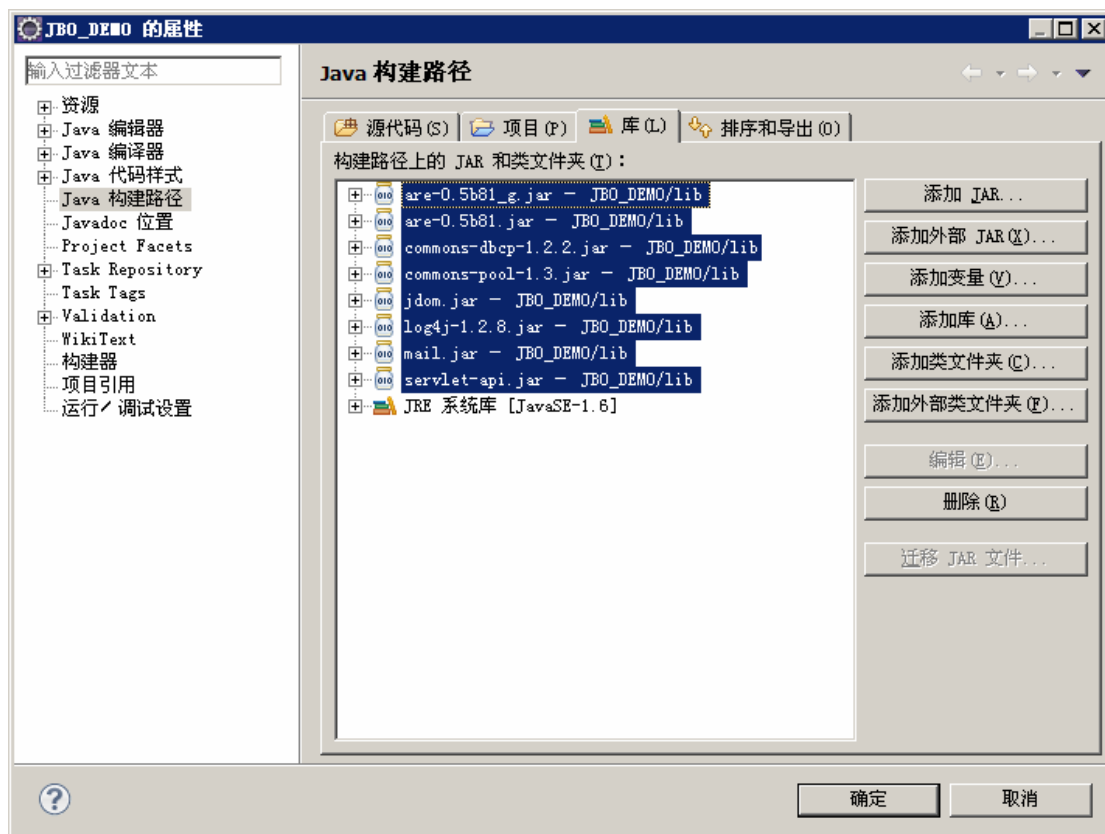 JBO_DEMO 的属性
输入过滤器文本
资源
Java 编辑器
Java 编译器
Java 代码样式
Java 构建路径
Javadoc 位置
Project Facets
Task Repository
Task Tags
Validation
WikiText
构建器
项目引用
运行/调试设置
Java 构建路径
源代码(S) 项目(P) 库(L) 排序和导出(O)
构建路径上的 JAR 和类文件夹(T):
are-0.5b81_g.jar - JBO_DEMO/lib
are-0.5b81.jar - JBO_DEMO/lib
commons-dbcp-1.2.2.jar - JBO_DEMO/lib
commons-pool-1.3.jar - JBO_DEMO/lib
jdom.jar - JBO_DEMO/lib
log4j-1.2.8.jar - JBO_DEMO/lib
mail.jar - JBO_DEMO/lib
servlet-api.jar - JBO_DEMO/lib
JRE 系统库 [JavaSE-1.6]
添加 JAR...
添加外部 JAR(X)...
添加变量(V)...
添加库(A)...
添加类文件夹(C)...
添加外部类文件夹(F)...
编辑(E)...
删除(R)
迁移 JAR 文件...
确定 取消